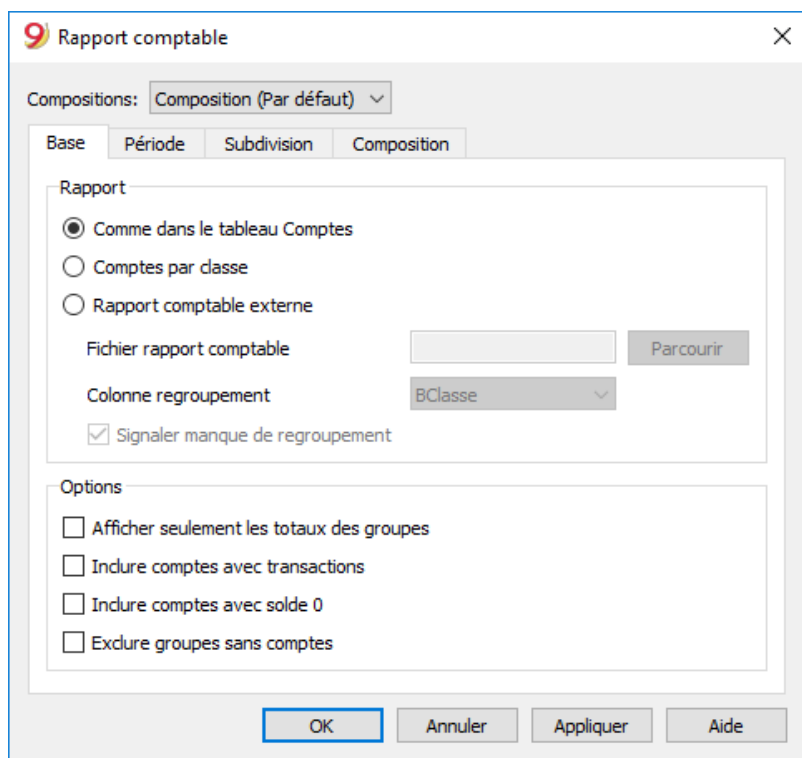 9 Rapport comptable
Compositions: Composition (Par défaut)
Base Période Subdivision Composition
Rapport
Comme dans le tableau Comptes
Comptes par classe
Rapport comptable externe
Fichier rapport comptable Parcourir
Colonne regroupement BClasse
Signaler manque de regroupement
Options
Afficher seulement les totaux des groupes
Inclure comptes avec transactions
Inclure comptes avec solde 0
Exclure groupes sans comptes
OK Annuler Appliquer Aide